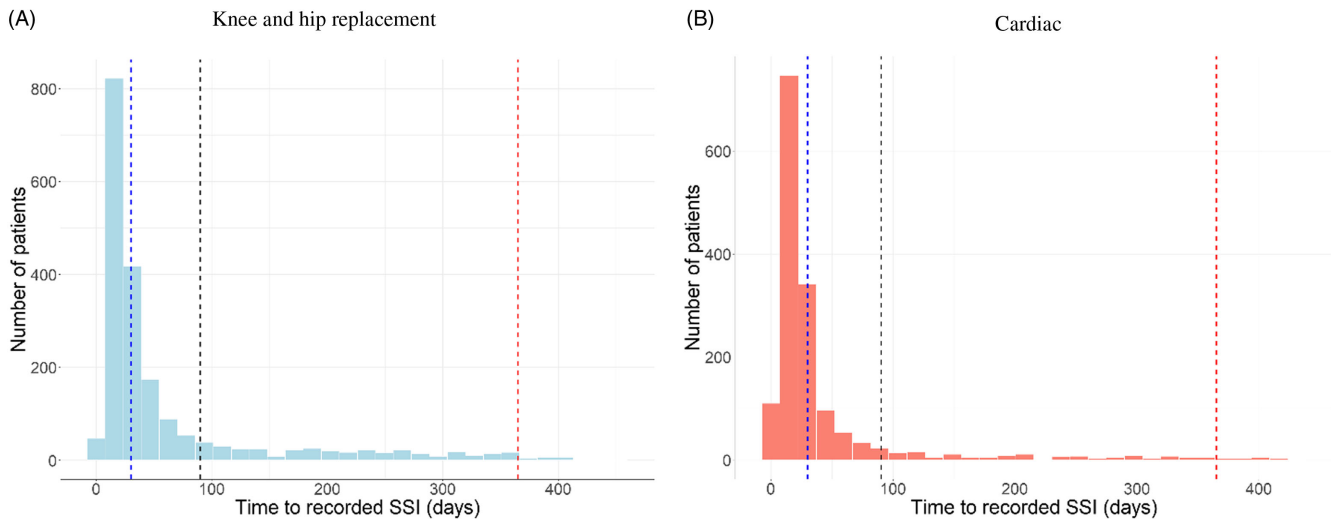 (A)
Knee and hip replacement
Number of patients
800
600
400
200
0
0 100 200 300 400
Time to recorded SSI (days)
(B)
Cardiac
Number of patients
600
400
200
0
0 100 200 300 400
Time to recorded SSI (days)